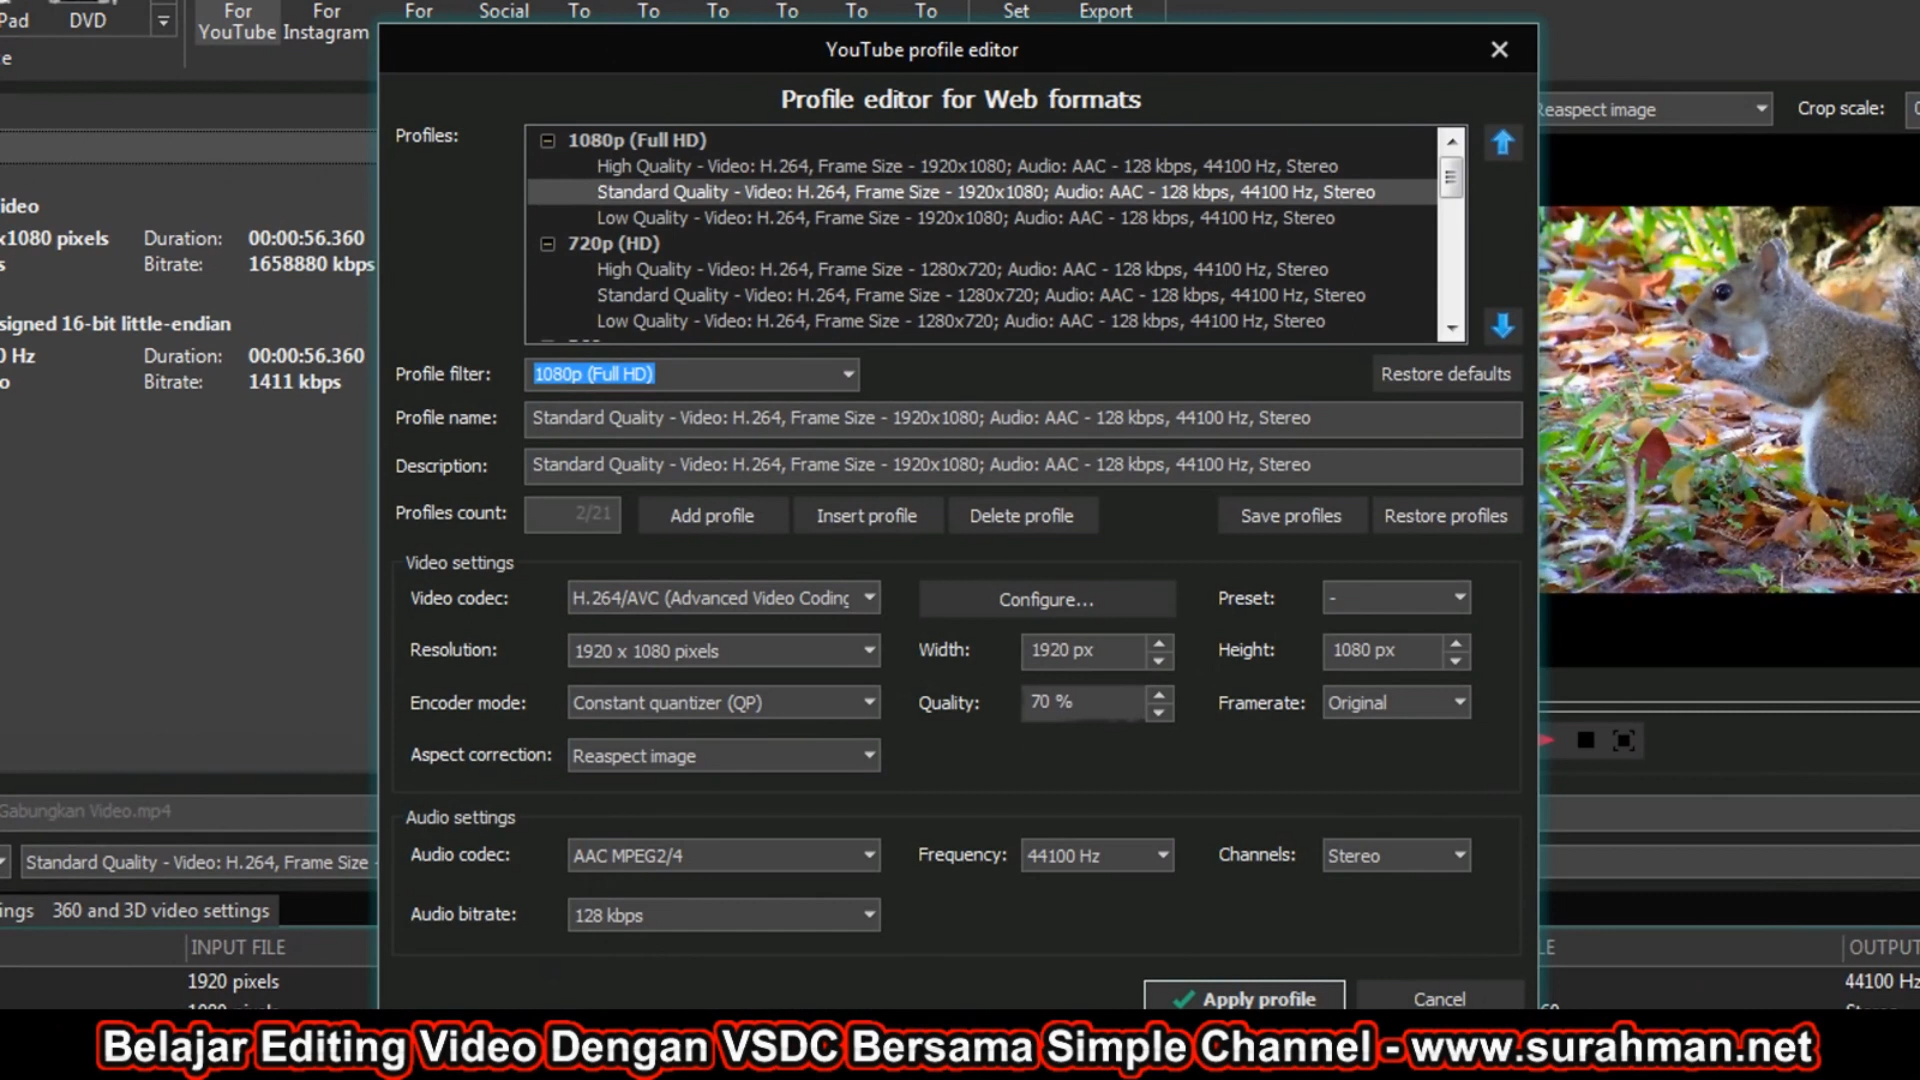 Pad
DVD
For
YouTube
For
Instagram
For
Social
To
To
To
To
To
To
Set
Export
YouTube profile editor
Profile editor for Web formats
Reaspect image
Crop scale:
Profiles:
1080p (Full HD)
High Quality - Video: H.264, Frame Size - 1920x1080; Audio: AAC - 128 kbps, 44100 Hz, Stereo
Standard Quality - Video: H.264, Frame Size - 1920x1080; Audio: AAC - 128 kbps, 44100 Hz, Stereo
Low Quality - Video: H.264, Frame Size - 1920x1080; Audio: AAC - 128 kbps, 44100 Hz, Stereo
720p (HD)
High Quality - Video: H.264, Frame Size - 1280x720; Audio: AAC - 128 kbps, 44100 Hz, Stereo
Standard Quality - Video: H.264, Frame Size - 1280x720; Audio: AAC - 128 kbps, 44100 Hz, Stereo
Low Quality - Video: H.264, Frame Size - 1280x720; Audio: AAC - 128 kbps, 44100 Hz, Stereo
ideo
x1080 pixels Duration: 00:00:56.360
s Bitrate: 1658880 kbps
signed 16-bit little-endian
0 Hz Duration: 00:00:56.360
o Bitrate: 1411 kbps
Profile filter: 1080p (Full HD) Restore defaults
Profile name: Standard Quality - Video: H.264, Frame Size - 1920x1080; Audio: AAC - 128 kbps, 44100 Hz, Stereo
Description: Standard Quality - Video: H.264, Frame Size - 1920x1080; Audio: AAC - 128 kbps, 44100 Hz, Stereo
Profiles count: 2/21 Add profile Insert profile Delete profile Save profiles Restore profiles
Video settings
Video codec: H.264/AVC (Advanced Video Coding Configure... Preset: -
Resolution: 1920 x 1080 pixels Width: 1920 px Height: 1080 px
Encoder mode: Constant quantizer (QP) Quality: 70 % Framerate: Original
Aspect correction: Reaspect image
Audio settings
Audio codec: AAC MPEG2/4 Frequency: 44100 Hz Channels: Stereo
Audio bitrate: 128 kbps
Gabungkan Video.mp4
Standard Quality - Video: H.264, Frame Size -
ings 360 and 3D video settings
INPUT FILE
LE
OUTPUT
1920 pixels
44100 Hz
Apply profile Cancel
Belajar Editing Video Dengan VSDC Bersama Simple Channel - www.surahman.net